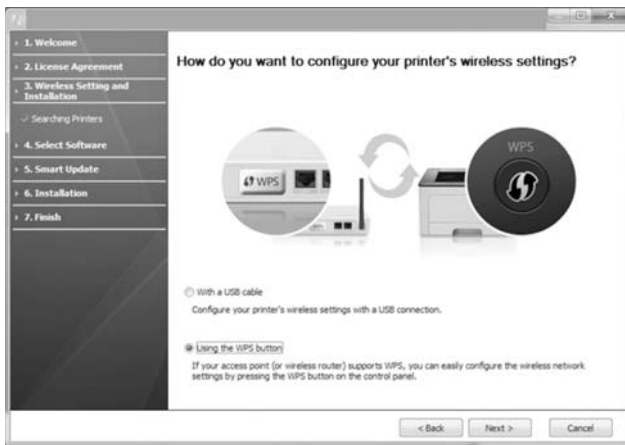 1. Welcome
2. License Agreement
3. Wireless Setting and
Installation
Searching Printers
4. Select Software
5. Smart Update
6. Installation
7. Finish
How do you want to configure your printer's wireless settings?
WPS
WPS
With a USB cable
Configure your printer's wireless settings with a USB connection.
Using the WPS button
If your access point (or wireless router) supports WPS, you can easily configure the wireless network
settings by pressing the WPS button on the control panel.
< Back
Next >
Cancel